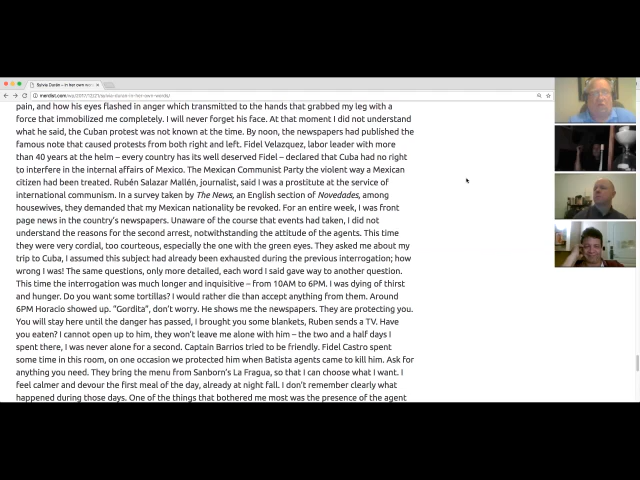 Sylvia Durán – in her own wor
merdist.com/wp/2017/12/21/sylvia-duran-in-her-own-words/
pain, and how his eyes flashed in anger which transmitted to the hands that grabbed my leg with a
force that immobilized me completely. I will never forget his face. At that moment I did not understand
what he said, the Cuban protest was not known at the time. By noon, the newspapers had published the
famous note that caused protests from both right and left. Fidel Velazquez, labor leader with more
than 40 years at the helm – every country has its well deserved Fidel – declared that Cuba had no right
to interfere in the internal affairs of Mexico. The Mexican Communist Party the violent way a Mexican
citizen had been treated. Rubén Salazar Mallén, journalist, said I was a prostitute at the service of
international communism. In a survey taken by The News, an English section of Novedades, among
housewives, they demanded that my Mexican nationality be revoked. For an entire week, I was front
page news in the country's newspapers. Unaware of the course that events had taken, I did not
understand the reasons for the second arrest, notwithstanding the attitude of the agents. This time
they were very cordial, too courteous, especially the one with the green eyes. They asked me about my
trip to Cuba, I assumed this subject had already been exhausted during the previous interrogation; how
wrong I was! The same questions, only more detailed, each word I said gave way to another question.
This time the interrogation was much longer and inquisitive – from 10AM to 6PM. I was dying of thirst
and hunger. Do you want some tortillas? I would rather die than accept anything from them. Around
6PM Horacio showed up. "Gordita", don't worry. He shows me the newspapers. They are protecting you.
You will stay here until the danger has passed, I brought you some blankets, Ruben sends a TV. Have
you eaten? I cannot open up to him, they won't leave me alone with him – the two and a half days I
spent there, I was never alone for a second. Captain Barrios tried to be friendly. Fidel Castro spent
some time in this room, on one occasion we protected him when Batista agents came to kill him. Ask for
anything you need. They bring the menu from Sanborn's La Fragua, so that I can choose what I want. I
feel calmer and devour the first meal of the day, already at night fall. I don't remember clearly what
happened during those days. One of the things that bothered me most was the presence of the agent